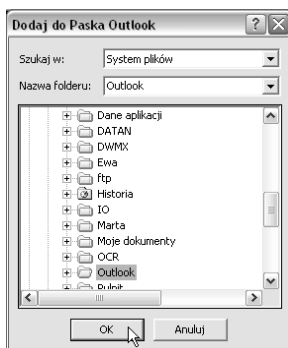 Dodaj do Paska Outlook
Szukaj w: System plików
Nazwa folderu: Outlook
Dane aplikacji
DATAN
DWMX
Ewa
ftp
Historia
IO
Marta
Moje dokumenty
OCR
Outlook
Pulpit
OK Anuluj